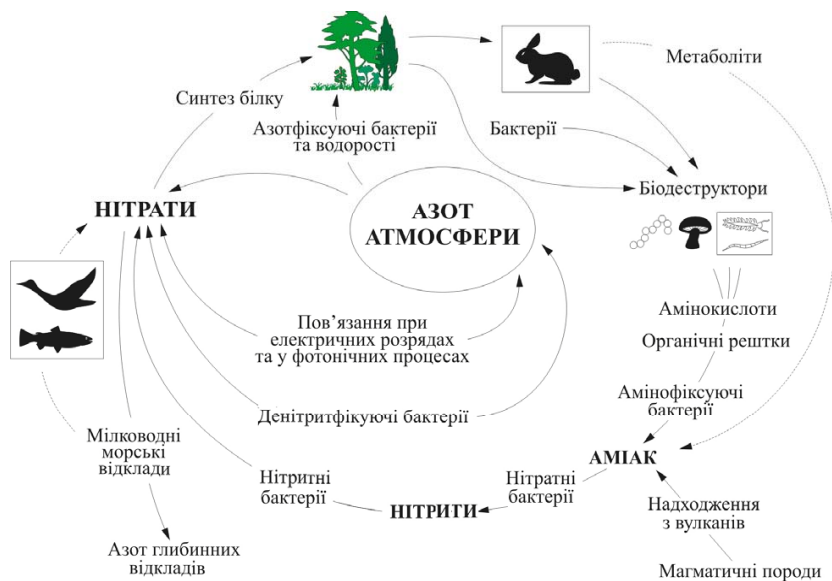 Метаболіти
Синтез білку
Азотфіксуючі бактерії
та водорості
Бактерії
Біодеструктори
НІТРАТИ
АЗОТ
АТМОСФЕРИ
Амінокислоти
Органічні рештки
Пов’язання при
електричних розрядах
та у фотонічних процесах
Амінофіксуючі
бактерії
Денітритфікуючі бактерії
Мілководні
морські
відклади
АМІАК
Нітритні
бактерії
Нітратні
бактерії
НІТРИТИ
Надходження
з вулканів
Азот глибинних
відкладів
Магматичні породи